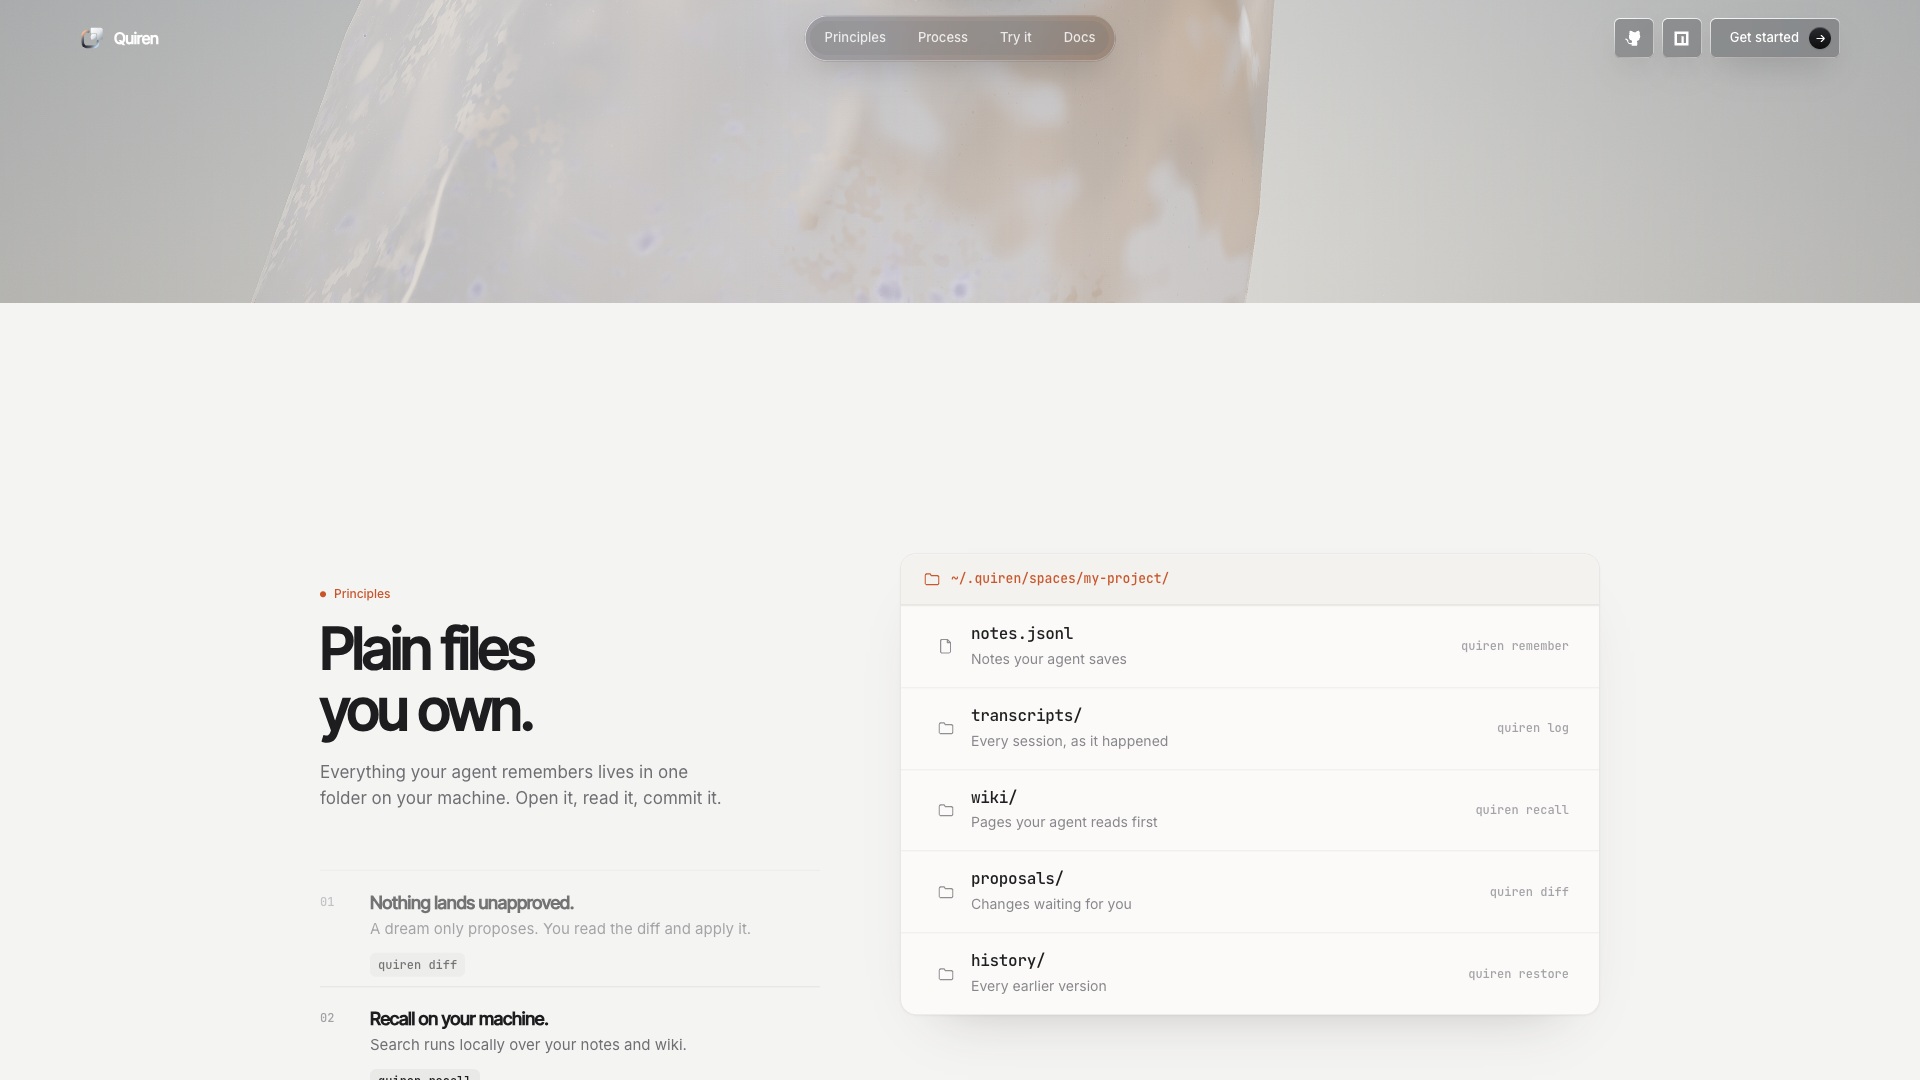 Quiren
Principles
Process
Try it
Docs
Get started
Principles
Plain files
you own.
Everything your agent remembers lives in one
folder on your machine. Open it, read it, commit it.
01
Nothing lands unapproved.
A dream only proposes. You read the diff and apply it.
quiren diff
02
Recall on your machine.
Search runs locally over your notes and wiki.
quiren recall
~/.quiren/spaces/my-project/
notes.jsonl
Notes your agent saves
quiren remember
transcripts/
Every session, as it happened
quiren log
wiki/
Pages your agent reads first
quiren recall
proposals/
Changes waiting for you
quiren diff
history/
Every earlier version
quiren restore